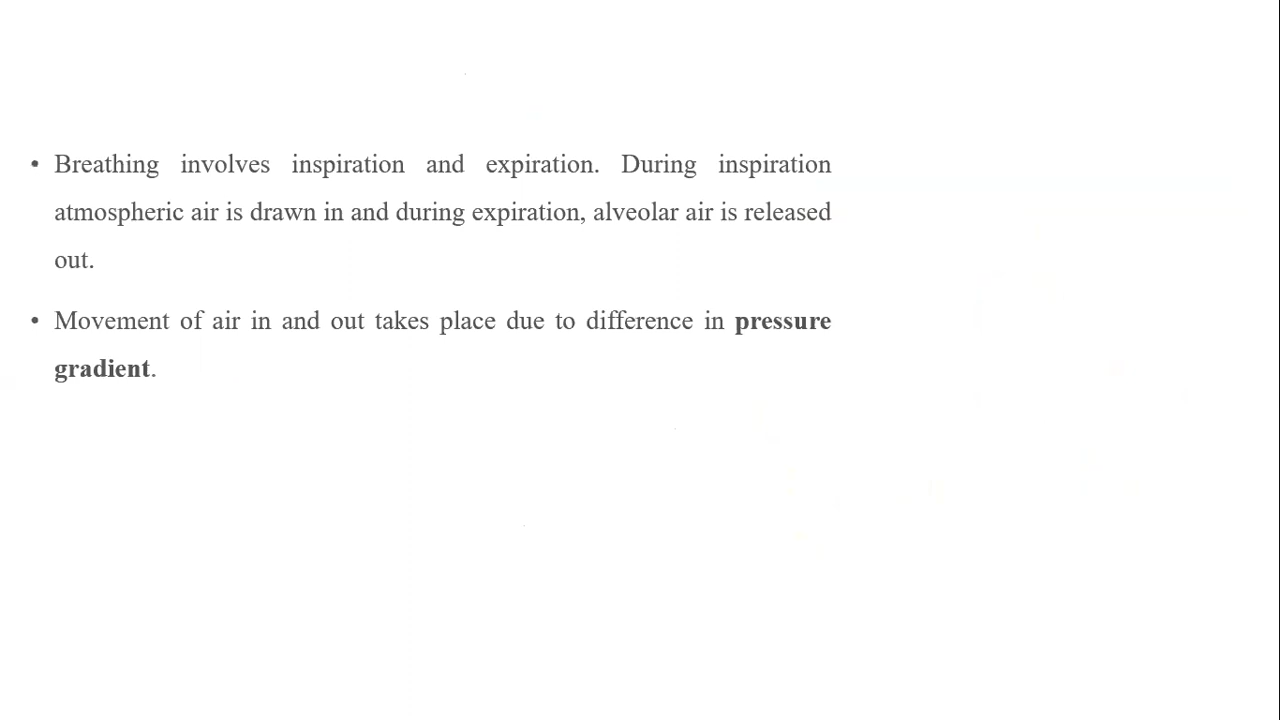 • Breathing involves inspiration and expiration. During inspiration
atmospheric air is drawn in and during expiration, alveolar air is released
out.
• Movement of air in and out takes place due to difference in pressure
gradient.